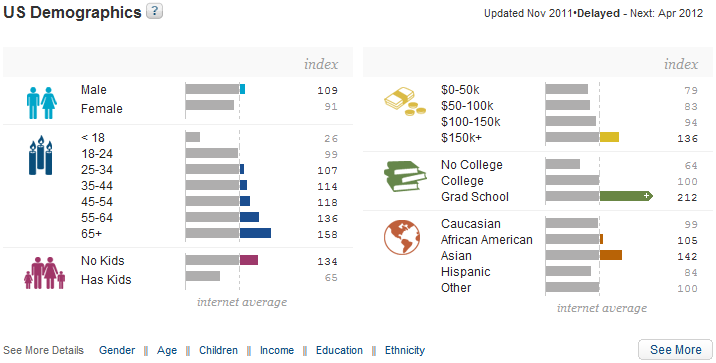 US Demographics ?
Updated Nov 2011•Delayed - Next: Apr 2012
index
Male 109
Female 91
< 18 26
18-24 99
25-34 107
35-44 114
45-54 118
55-64 136
65+ 158
No Kids 134
Has Kids 65
internet average
index
$0-50k 79
$50-100k 83
$100-150k 94
$150k+ 136
No College 64
College 100
Grad School + 212
Caucasian 99
African American 105
Asian 142
Hispanic 84
Other 100
internet average
See More Details Gender Age Children Income Education Ethnicity
See More